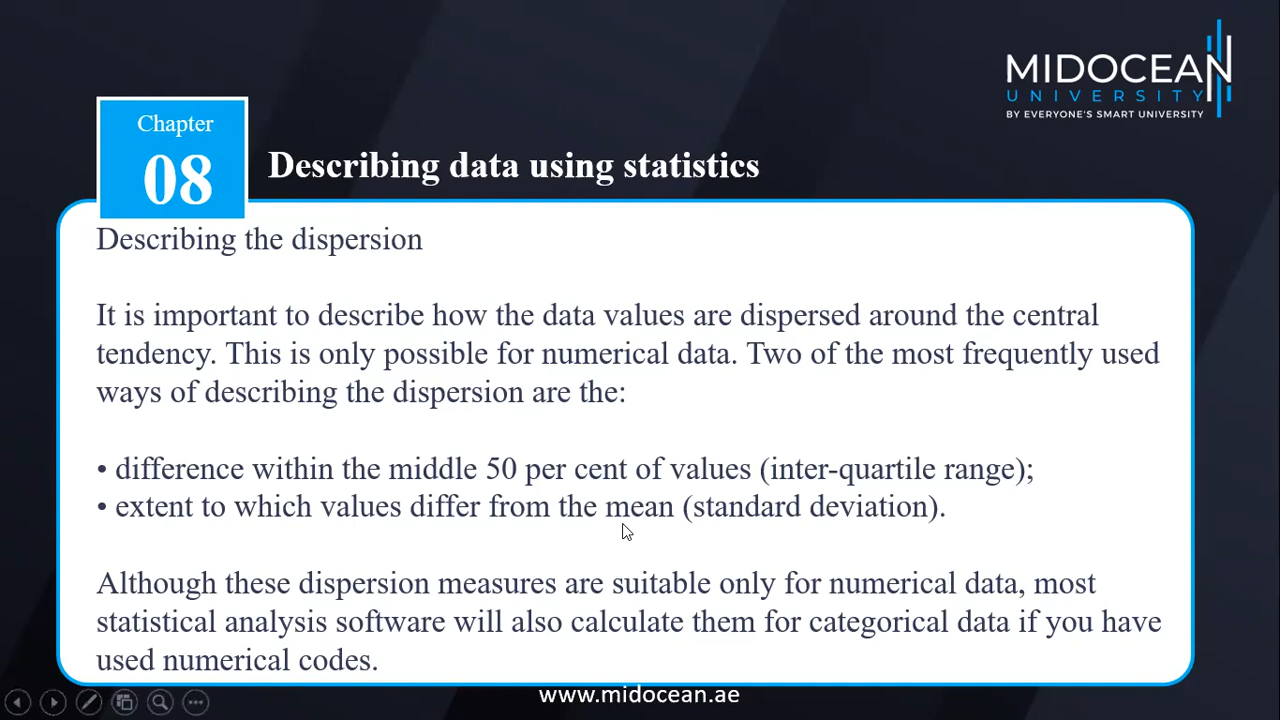 MIDOCEAN
UNIVERSITY
BY EVERYONE'S SMART UNIVERSITY
Chapter
08
Describing data using statistics
Describing the dispersion
It is important to describe how the data values are dispersed around the central
tendency. This is only possible for numerical data. Two of the most frequently used
ways of describing the dispersion are the:
• difference within the middle 50 per cent of values (inter-quartile range);
• extent to which values differ from the mean (standard deviation).
Although these dispersion measures are suitable only for numerical data, most
statistical analysis software will also calculate them for categorical data if you have
used numerical codes.
www.midocean.ae